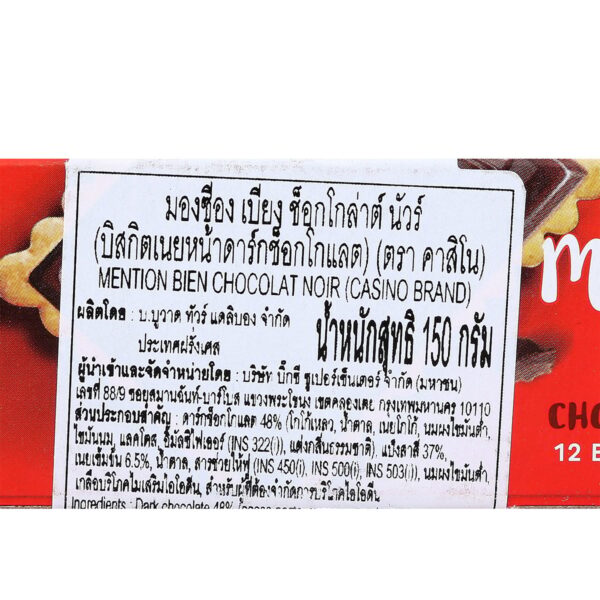 มองซิอง เบียง ช็อกโกล่าต์ นัวร์
(บิสกิตเนยหน้าดาร์กช็อกโกแลต) (ตรา คาสิโน)
MENTION BIEN CHOCOLAT NOIR (CASINO BRAND)
ผลิตโดย : บ.บูวาด ทัวร์ แดลิบอง จำกัด
ประเทศฝรั่งเศส
น้ำหนักสุทธิ 150 กรัม
ผู้นำเข้าและจัดจำหน่ายโดย : บริษัท บิ๊กซี ซูเปอร์เซ็นเตอร์ จำกัด (มหาชน)
เลขที่ 88/9 ซอยสมานฉันท์-บาร์โบส แขวงพระโขนง เขตคลองเตย กรุงเทพมหานคร 10110
ส่วนประกอบสำคัญ : ดาร์กช็อกโกแลต 48% (โกโก้เหลว, น้ำตาล, เนยโกโก้, นมผงไขมันต่ำ,
ไขมันนม, แลคโตส, อิมัลซิไฟเออร์ (INS 322(i)), แต่งกลิ่นธรรมชาติ), แป้งสาลี 37%,
เนยเข้มข้น 6.5%, น้ำตาล, สารช่วยให้ฟู (INS 450(i), INS 500(i), INS 503(i)), นมผงไขมันต่ำ,
เกลือบริโภคไม่เสริมไอโอดีน, สำหรับผู้ที่ต้องจำกัดการบริโภคไอโอดีน
Ingredients : Dark chocolate 48%
M
CHO
12 B